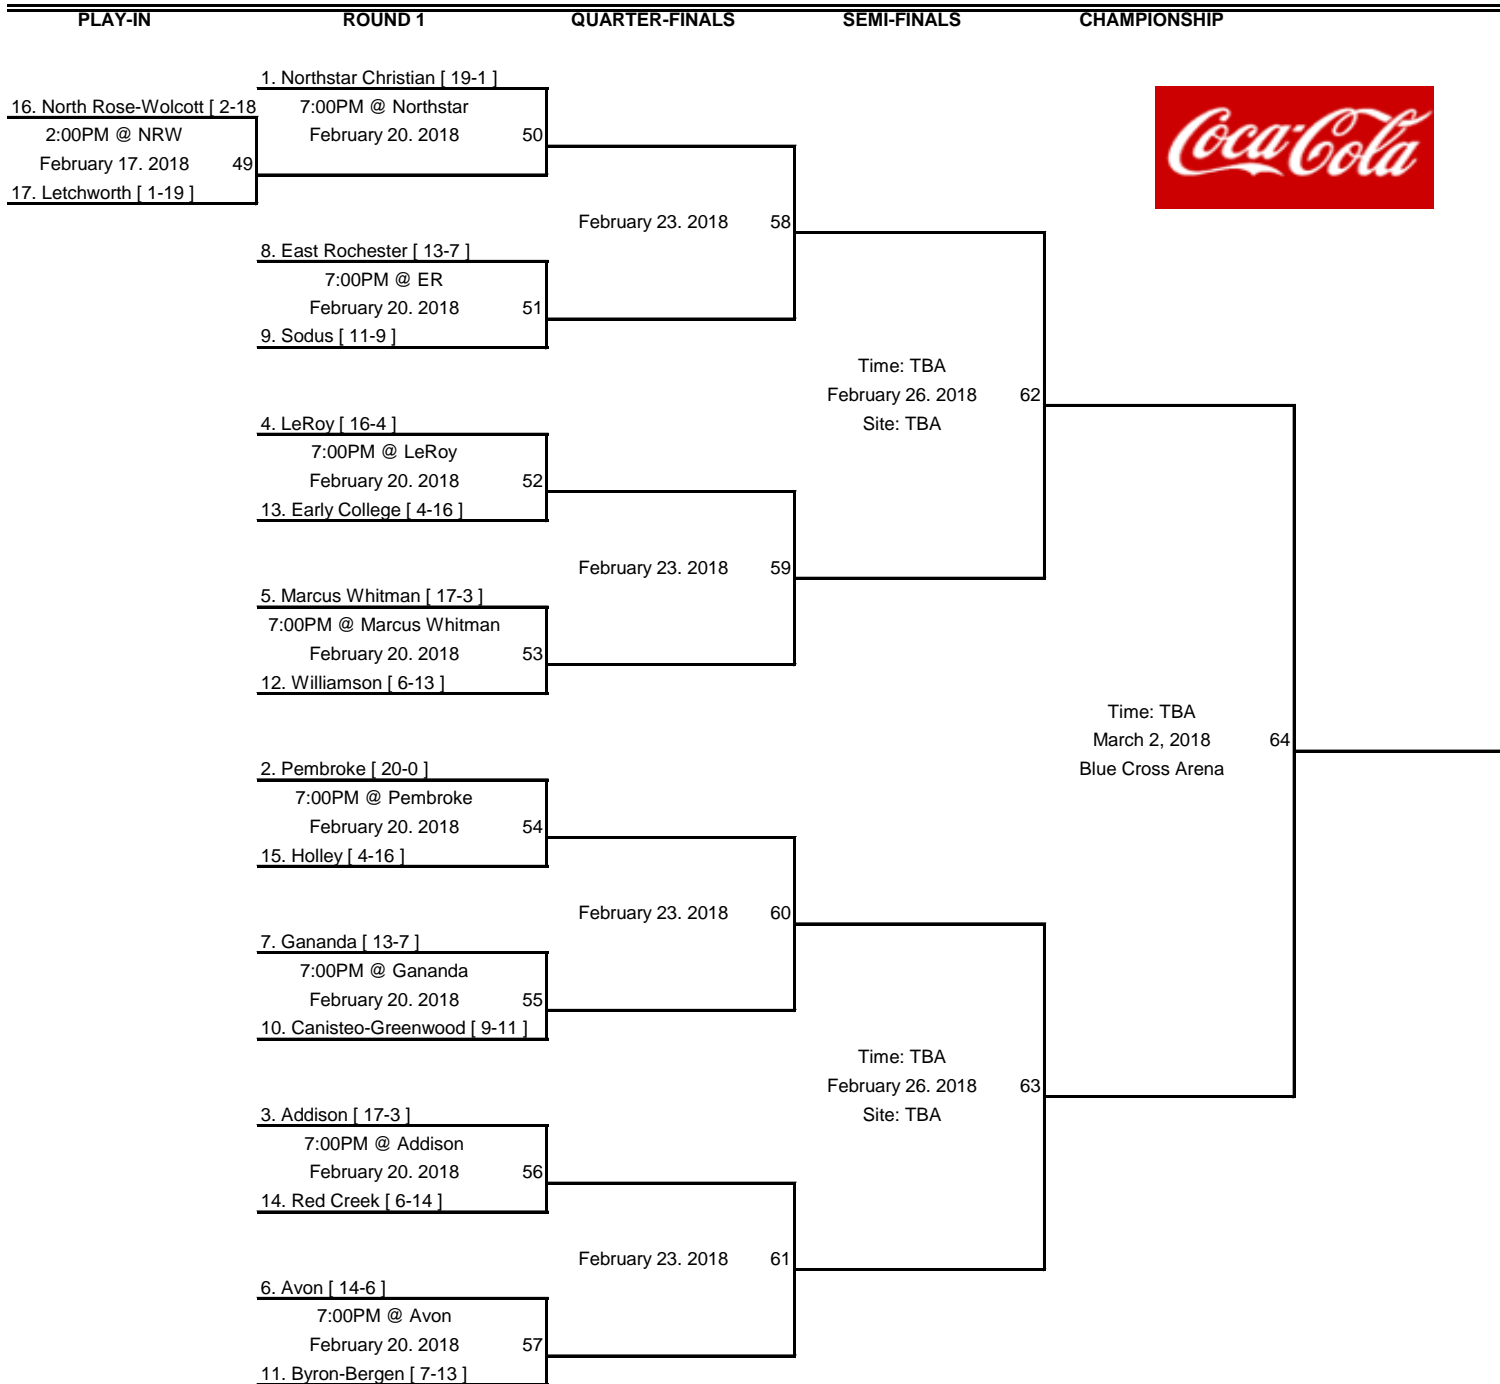 PLAY-IN ROUND 1 QUARTER-FINALS SEMI-FINALS CHAMPIONSHIP
1. Northstar Christian [ 19-1 ]
16. North Rose-Wolcott [ 2-18 7:00PM @ Northstar
2:00PM @ NRW February 20. 2018 50
February 17. 2018 49
17. Letchworth [ 1-19 ]
Coca-Cola
February 23. 2018 58
8. East Rochester [ 13-7 ]
7:00PM @ ER
February 20. 2018 51
9. Sodus [ 11-9 ]
Time: TBA
February 26. 2018 62
Site: TBA
4. LeRoy [ 16-4 ]
7:00PM @ LeRoy
February 20. 2018 52
13. Early College [ 4-16 ]
February 23. 2018 59
5. Marcus Whitman [ 17-3 ]
7:00PM @ Marcus Whitman
February 20. 2018 53
12. Williamson [ 6-13 ]
Time: TBA
March 2, 2018 64
Blue Cross Arena
2. Pembroke [ 20-0 ]
7:00PM @ Pembroke
February 20. 2018 54
15. Holley [ 4-16 ]
February 23. 2018 60
7. Gananda [ 13-7 ]
7:00PM @ Gananda
February 20. 2018 55
10. Canisteo-Greenwood [ 9-11 ]
Time: TBA
February 26. 2018 63
Site: TBA
3. Addison [ 17-3 ]
7:00PM @ Addison
February 20. 2018 56
14. Red Creek [ 6-14 ]
February 23. 2018 61
6. Avon [ 14-6 ]
7:00PM @ Avon
February 20. 2018 57
11. Byron-Bergen [ 7-13 ]